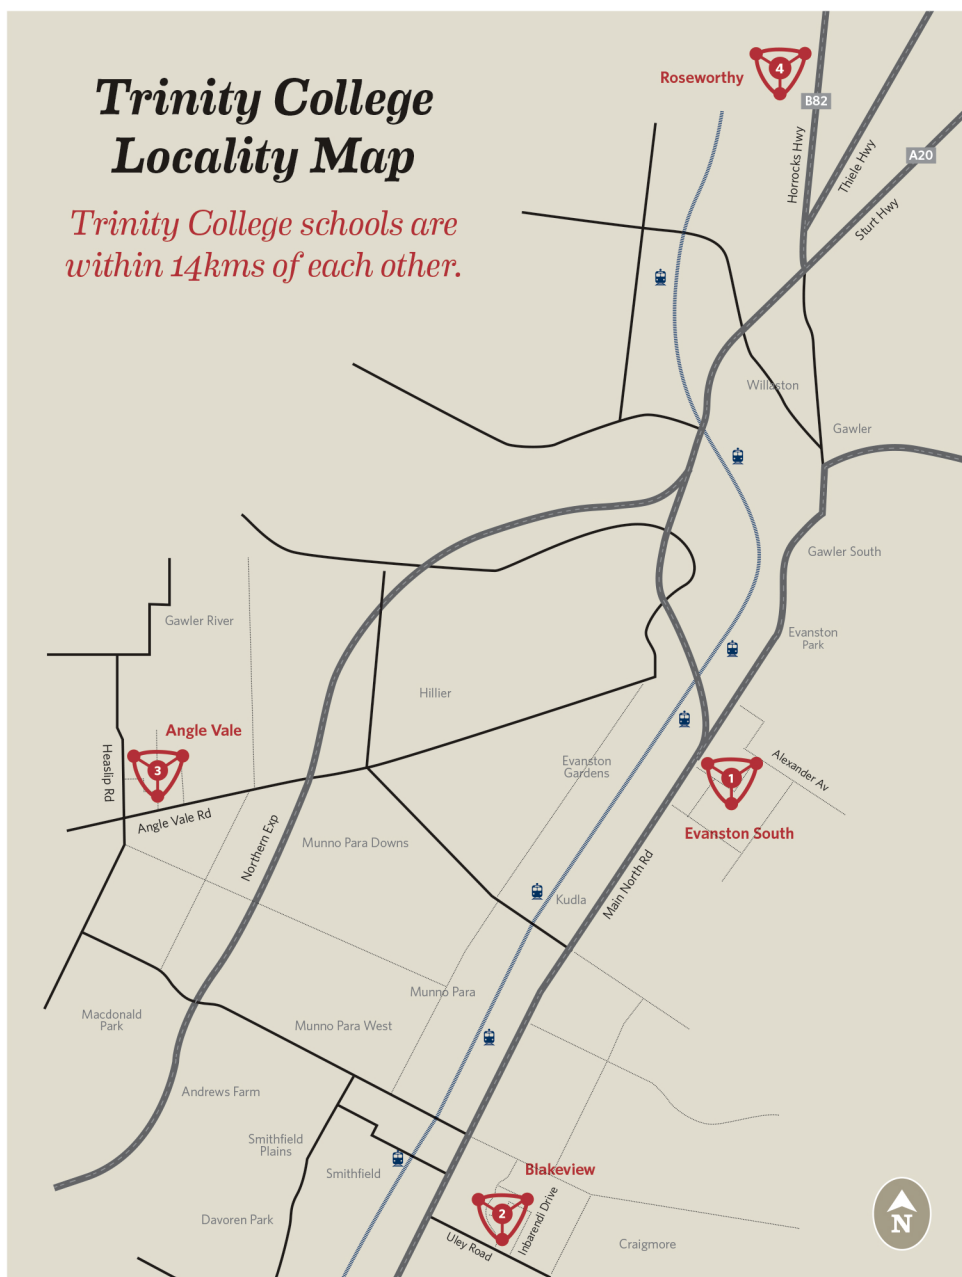 Trinity College
Locality Map
Trinity College schools are
within 14kms of each other.
Roseworthy
4
B82
A20
Horrocks Hwy
Thiele Hwy
Sturt Hwy
Willaston
Gawler
Gawler South
Evanston
Park
Gawler River
Hillier
Angle Vale
3
Heaslip Rd
Angle Vale Rd
Northern Exp
Evanston
Gardens
1
Alexander Av
Evanston South
Munno Para Downs
Main North Rd
Kudla
Munno Para
Macdonald
Park
Munno Para West
Andrews Farm
Smithfield
Plains
Smithfield
Blakeview
2
Inbarendi Drive
Davoren Park
Uley Road
Craigmore
N